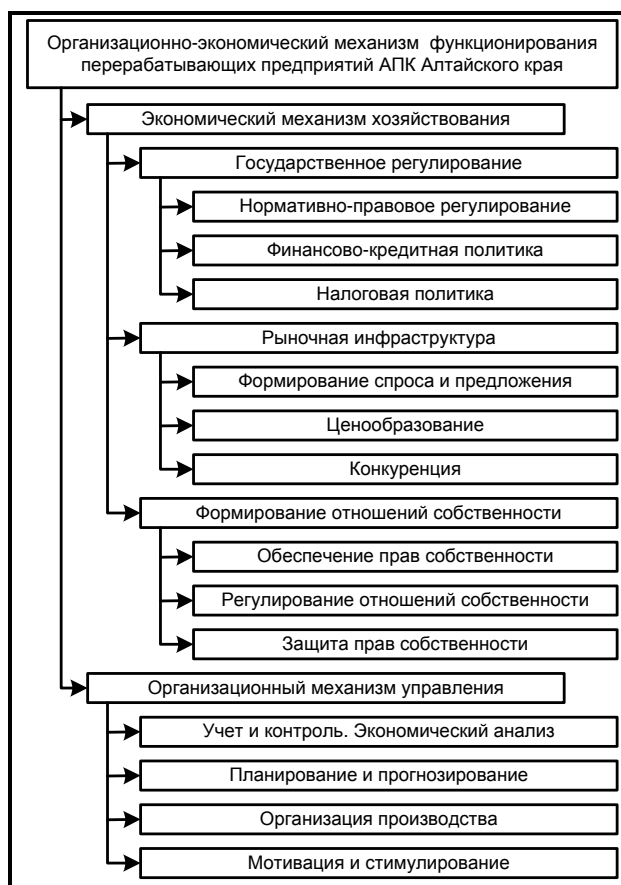 Организационно-экономический механизм функционирования
перерабатывающих предприятий АПК Алтайского края
Экономический механизм хозяйствования
Государственное регулирование
Нормативно-правовое регулирование
Финансово-кредитная политика
Налоговая политика
Рыночная инфраструктура
Формирование спроса и предложения
Ценообразование
Конкуренция
Формирование отношений собственности
Обеспечение прав собственности
Регулирование отношений собственности
Защита прав собственности
Организационный механизм управления
Учет и контроль. Экономический анализ
Планирование и прогнозирование
Организация производства
Мотивация и стимулирование